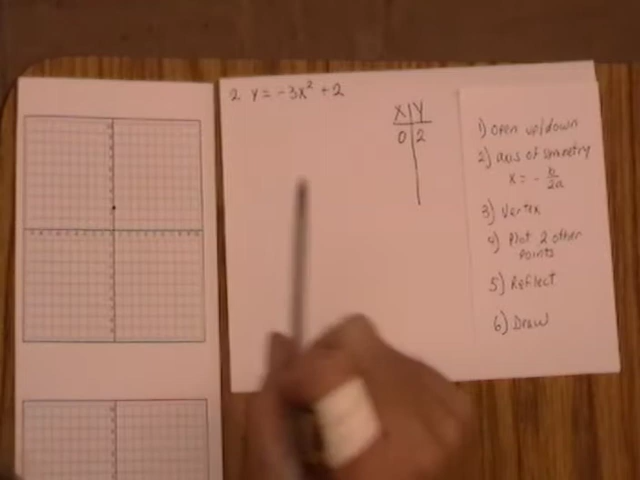 2. y = -3x² + 2
X|Y
0|2
1) open up/down
2) axis of symmetry
x = - b/2a
3) Vertex
4) Plot 2 other
points
5) Reflect
6) Draw